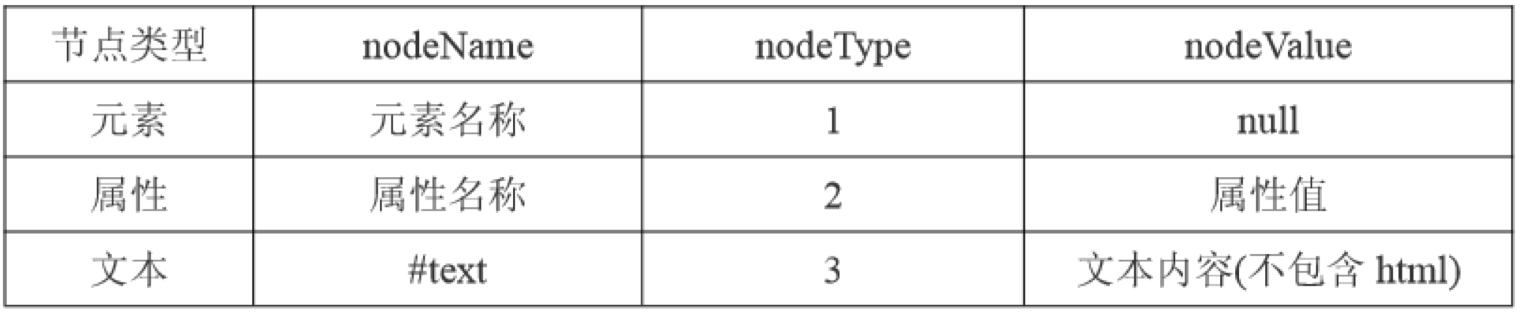 节点类型 nodeName nodeType nodeValue
元素 元素名称 1 null
属性 属性名称 2 属性值
文本 #text 3 文本内容(不包含 html)